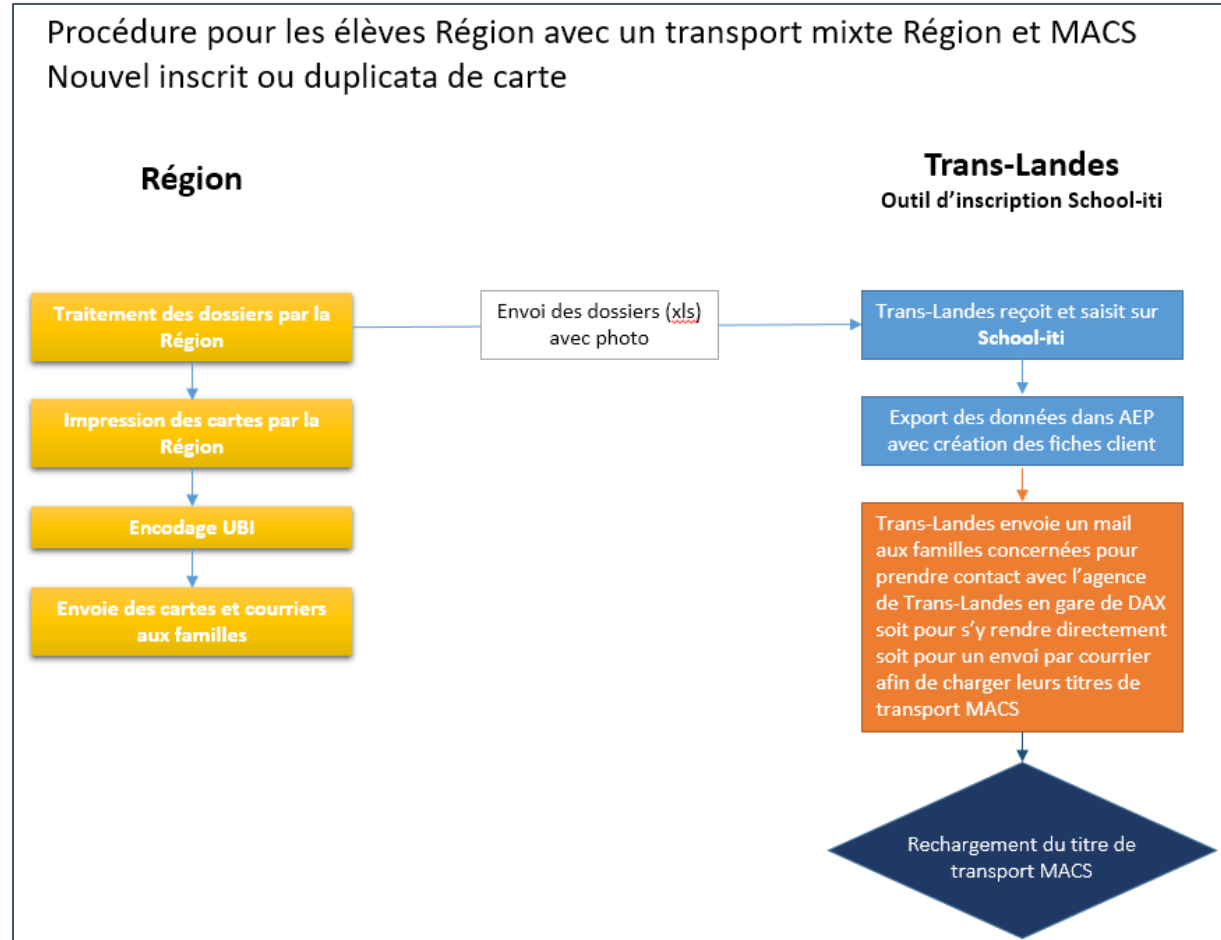 Procédure pour les élèves Région avec un transport mixte Région et MACS
Nouvel inscrit ou duplicata de carte
Région
Trans-Landes
Outil d'inscription School-iti
Traitement des dossiers par la
Région
Envoi des dossiers (xls)
avec photo
Trans-Landes reçoit et saisit sur
School-iti
Impression des cartes par la
Région
Export des données dans AEP
avec création des fiches client
Encodage UBI
Envoie des cartes et courriers
aux familles
Trans-Landes envoie un mail
aux familles concernées pour
prendre contact avec l'agence
de Trans-Landes en gare de DAX
soit pour s'y rendre directement
soit pour un envoi par courrier
afin de charger leurs titres de
transport MACS
Rechargement du titre de
transport MACS